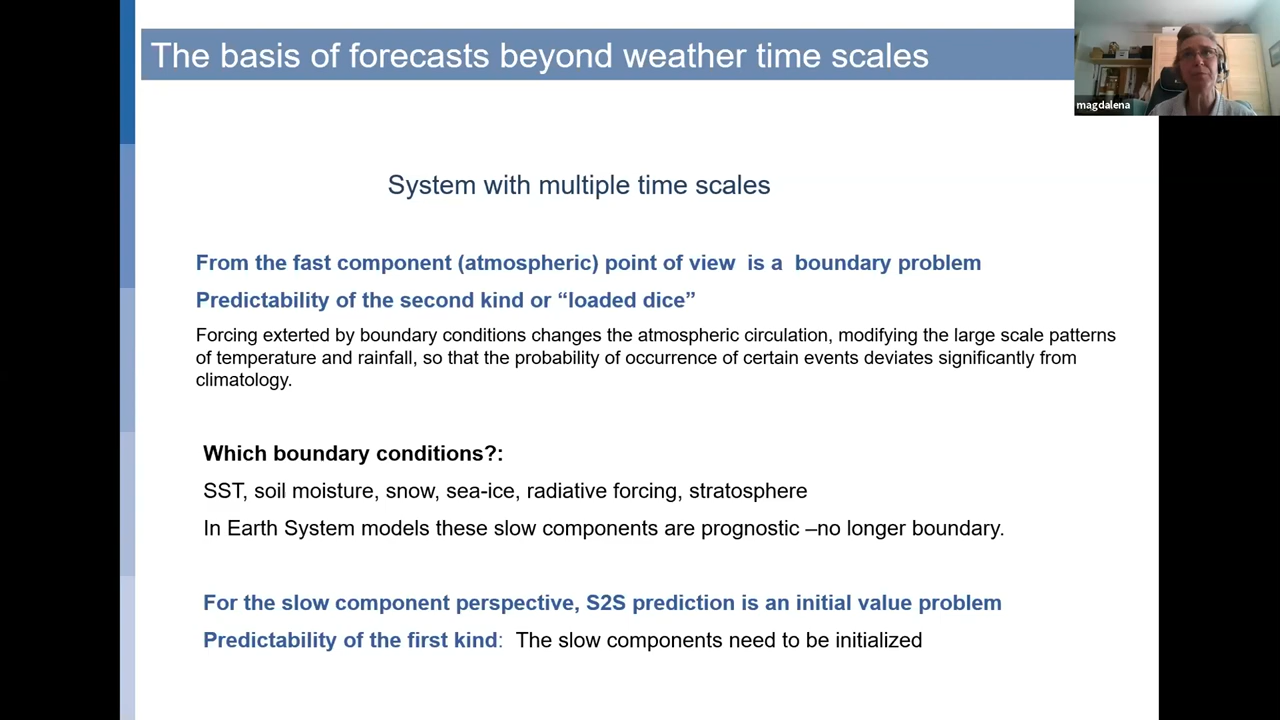 The basis of forecasts beyond weather time scales
magdalena
System with multiple time scales
From the fast component (atmospheric) point of view is a boundary problem
Predictability of the second kind or “loaded dice”
Forcing exterted by boundary conditions changes the atmospheric circulation, modifying the large scale patterns
of temperature and rainfall, so that the probability of occurrence of certain events deviates significantly from
climatology.
Which boundary conditions?:
SST, soil moisture, snow, sea-ice, radiative forcing, stratosphere
In Earth System models these slow components are prognostic –no longer boundary.
For the slow component perspective, S2S prediction is an initial value problem
Predictability of the first kind: The slow components need to be initialized